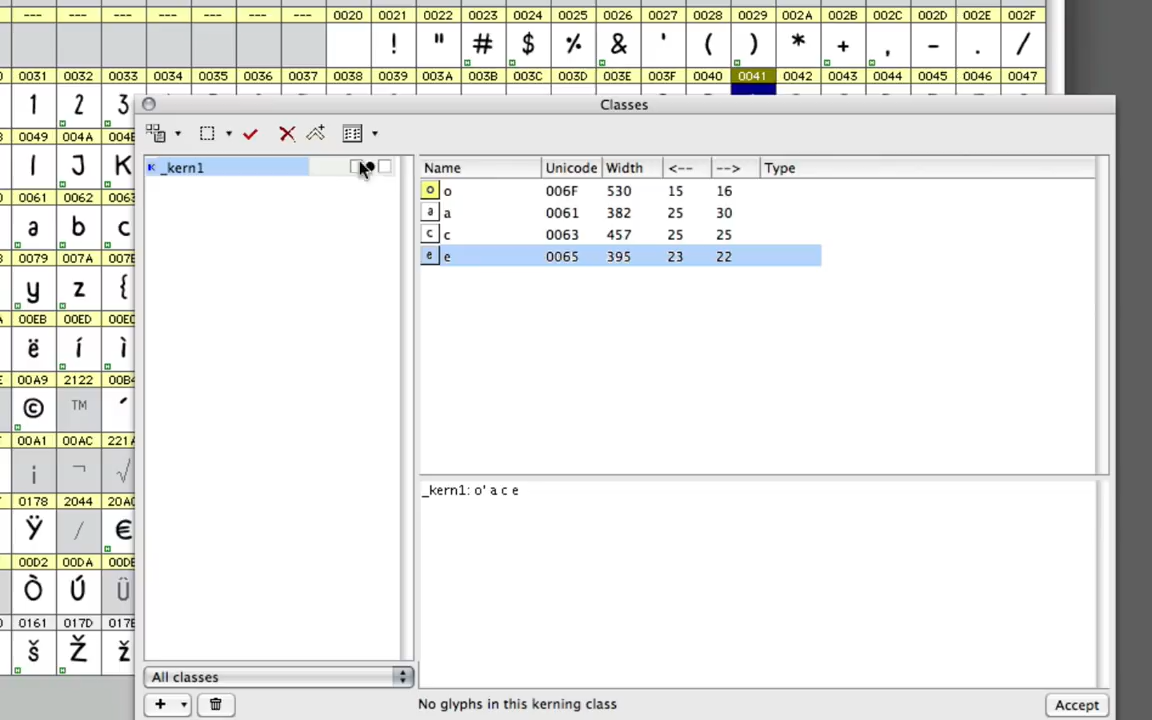 --- --- --- --- --- --- --- 0020 0021 0022 0023 0024 0025 0026 0027 0028 0029 002A 002B 002C 002D 002E 002F
! " # $ % & ' ( ) * + , - . /
0031 0032 0033 0034 0035 0036 0037 0038 0039 003A 003B 003C 003D 003E 003F 0040 0041 0042 0043 0044 0045 0046 0047
1 2 3
Classes
0049 004A
I J K
_kern1
Name Unicode Width <-- --> Type
o o 006F 530 15 16
0061 0062
a a 0061 382 25 30
a b c
c c 0063 457 25 25
e e 0065 395 23 22
0079 007A
y z {
00EB 00ED
ë í ì
00A9 2122
© TM ´
00A1 00AC
¡ ¬ √
_kern1: o' a c e
0178 2044
Ÿ ⁄ €
00D2 00DA
Ò Ú Ü
0161 017D
š Ž ž
All classes
+
No glyphs in this kerning class
Accept